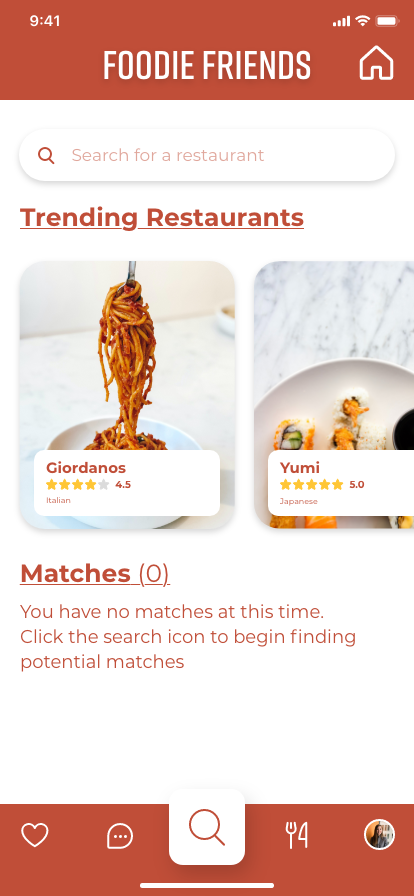 9:41
FOODIE FRIENDS
Search for a restaurant
Trending Restaurants
Giordanos
4.5
Italian
Yumi
5.0
Japanese
Matches (0)
You have no matches at this time.
Click the search icon to begin finding
potential matches